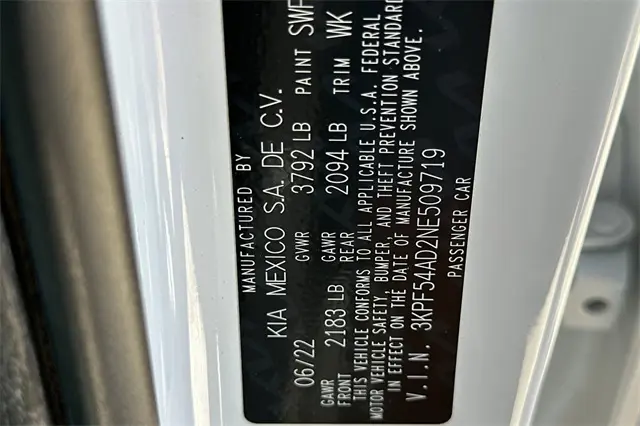 MANUFACTURED BY
KIA MEXICO S.A. DE C.V.
06/22 GVWR 3792 LB PAINT SWP
GAWR FRONT 2183 LB GAWR REAR 2094 LB TRIM WK
THIS VEHICLE CONFORMS TO ALL APPLICABLE U.S.A. FEDERAL
MOTOR VEHICLE SAFETY, BUMPER, AND THEFT PREVENTION STANDARD
IN EFFECT ON THE DATE OF MANUFACTURE SHOWN ABOVE.
V.I.N. 3KPF54AD2NE509719
PASSENGER CAR